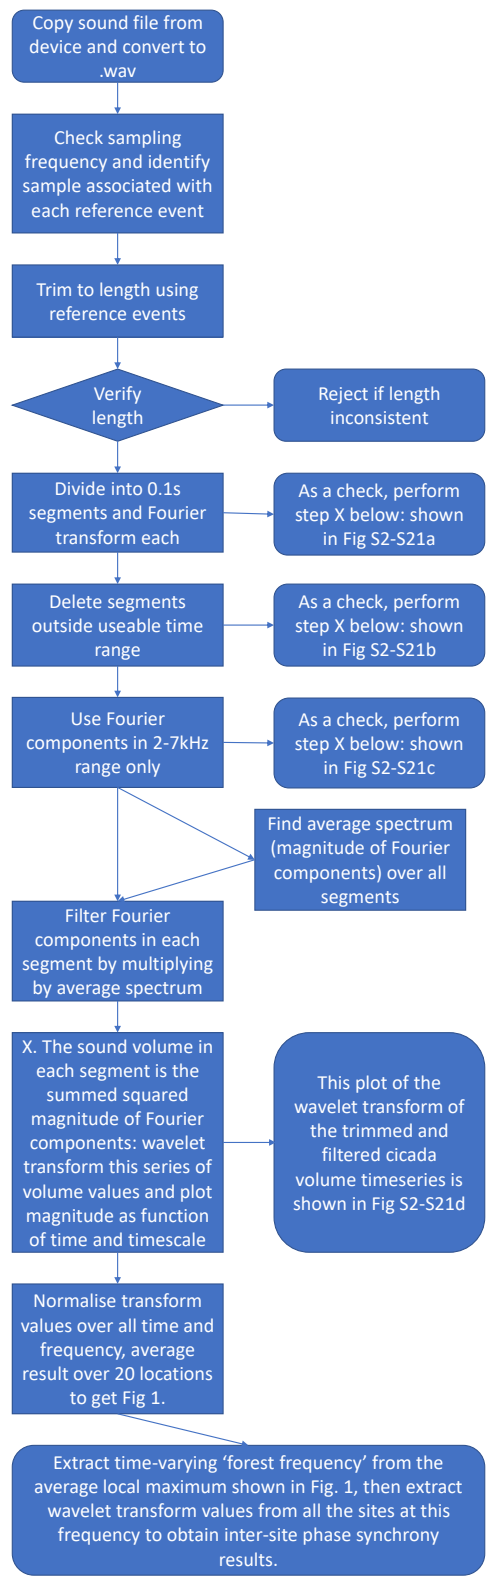 Copy sound file from
device and convert to
.wav
Check sampling
frequency and identify
sample associated with
each reference event
Trim to length using
reference events
Verify
length
Reject if length
inconsistent
Divide into 0.1s
segments and Fourier
transform each
As a check, perform
step X below: shown
in Fig S2-S21a
Delete segments
outside useable time
range
As a check, perform
step X below: shown
in Fig S2-S21b
Use Fourier
components in 2-7kHz
range only
As a check, perform
step X below: shown
in Fig S2-S21c
Find average spectrum
(magnitude of Fourier
components) over all
segments
Filter Fourier
components in each
segment by multiplying
by average spectrum
X. The sound volume in
each segment is the
summed squared
magnitude of Fourier
components: wavelet
transform this series of
volume values and plot
magnitude as function
of time and timescale
This plot of the
wavelet transform of
the trimmed and
filtered cicada
volume timeseries is
shown in Fig S2-S21d
Normalise transform
values over all time and
frequency, average
result over 20 locations
to get Fig 1.
Extract time-varying ‘forest frequency’ from the
average local maximum shown in Fig. 1, then extract
wavelet transform values from all the sites at this
frequency to obtain inter-site phase synchrony
results.